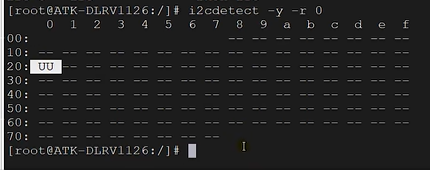 [root@ATK-DLRV1126:/]# i2cdetect -y -r 0
     0  1  2  3  4  5  6  7  8  9  a  b  c  d  e  f
00:                         -- -- -- -- -- -- -- --
10: -- -- -- -- -- -- -- -- -- -- -- -- -- -- -- --
20: UU -- -- -- -- -- -- -- -- -- -- -- -- -- -- --
30: -- -- -- -- -- -- -- -- -- -- -- -- -- -- -- --
40: -- -- -- -- -- -- -- -- -- -- -- -- -- -- -- --
50: -- -- -- -- -- -- -- -- -- -- -- -- -- -- -- --
60: -- -- -- -- -- -- -- -- -- -- -- -- -- -- -- --
70: -- -- -- -- -- -- -- --
[root@ATK-DLRV1126:/]#